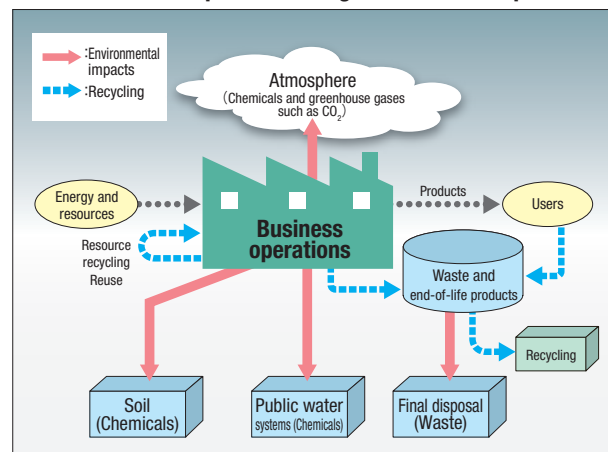 :Environmental
impacts
:Recycling
Atmosphere
(Chemicals and greenhouse gases
such as CO₂)
Energy and
resources
Products
Users
Business
operations
Resource
recycling
Reuse
Waste and
end-of-life products
Recycling
Soil
(Chemicals)
Public water
systems (Chemicals)
Final disposal
(Waste)